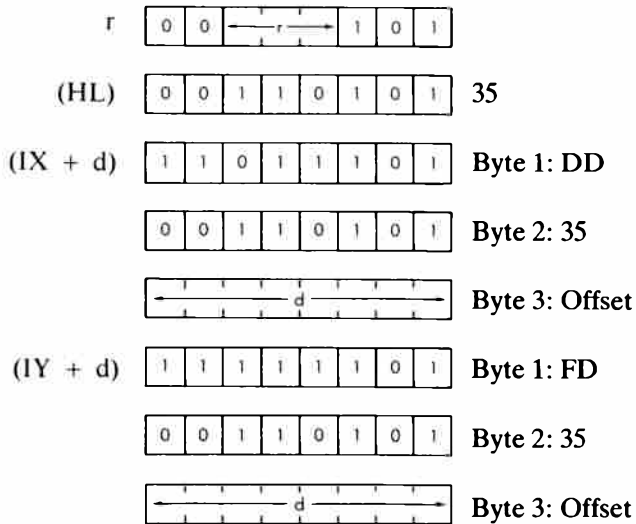 r 0 0 r 1 0 1
(HL) 0 0 1 1 0 1 0 1 35
(IX + d) 1 1 0 1 1 1 0 1 Byte 1: DD
0 0 1 1 0 1 0 1 Byte 2: 35
d Byte 3: Offset
(IY + d) 1 1 1 1 1 1 0 1 Byte 1: FD
0 0 1 1 0 1 0 1 Byte 2: 35
d Byte 3: Offset